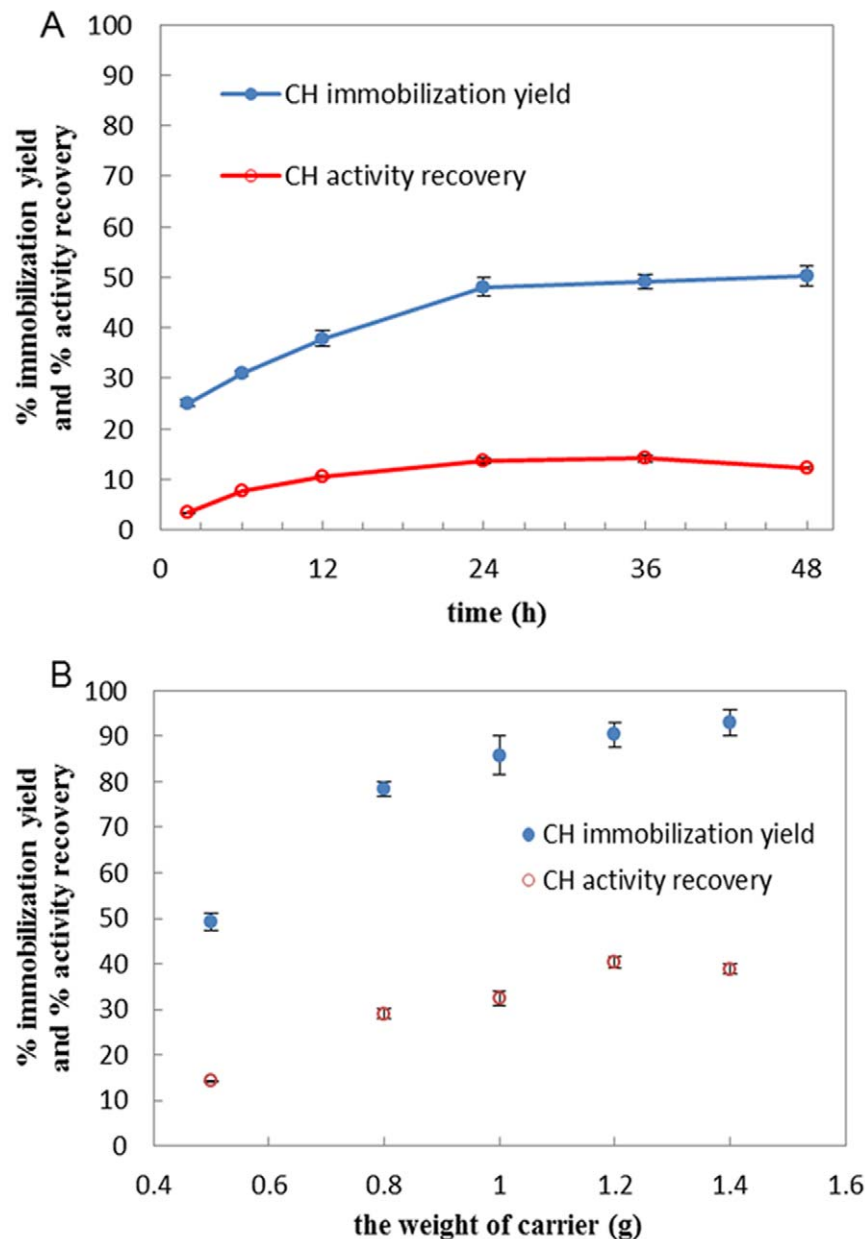 A
100
90
80
70
60
50
40
30
20
10
0
% immobilization yield
and % activity recovery
CH immobilization yield
CH activity recovery
0 12 24 36 48
time (h)
B
100
90
80
70
60
50
40
30
20
10
0
% immobilization yield
and % activity recovery
CH immobilization yield
CH activity recovery
0.4 0.6 0.8 1 1.2 1.4 1.6
the weight of carrier (g)